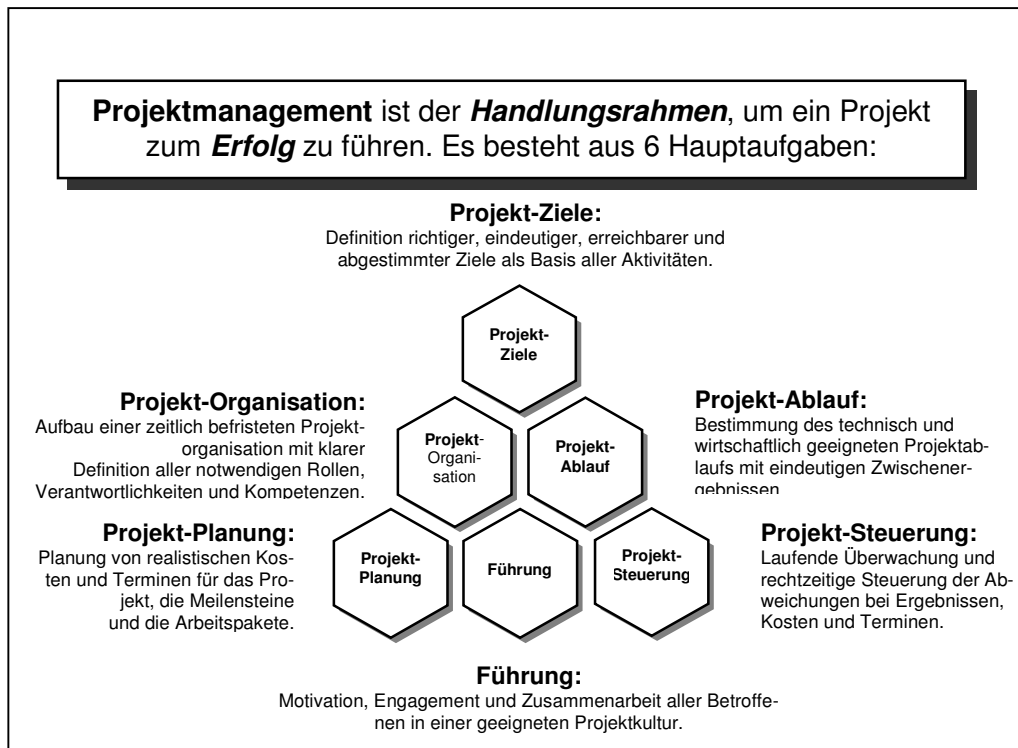 Projektmanagement ist der Handlungsrahmen, um ein Projekt
zum Erfolg zu führen. Es besteht aus 6 Hauptaufgaben:
Projekt-Ziele:
Definition richtiger, eindeutiger, erreichbarer und
abgestimmter Ziele als Basis aller Aktivitäten.
Projekt-
Ziele
Projekt-Organisation:
Aufbau einer zeitlich befristeten Projekt-
organisation mit klarer
Definition aller notwendigen Rollen,
Verantwortlichkeiten und Kompetenzen.
Projekt-
Organi-
sation
Projekt-
Ablauf
Projekt-Ablauf:
Bestimmung des technisch und
wirtschaftlich geeigneten Projektab-
laufs mit eindeutigen Zwischener-
gebnissen
Projekt-Planung:
Planung von realistischen Kos-
ten und Terminen für das Pro-
jekt, die Meilensteine
und die Arbeitspakete.
Projekt-
Planung
Führung
Projekt-
Steuerung
Projekt-Steuerung:
Laufende Überwachung und
rechtzeitige Steuerung der Ab-
weichungen bei Ergebnissen,
Kosten und Terminen.
Führung:
Motivation, Engagement und Zusammenarbeit aller Betroffe-
nen in einer geeigneten Projektkultur.